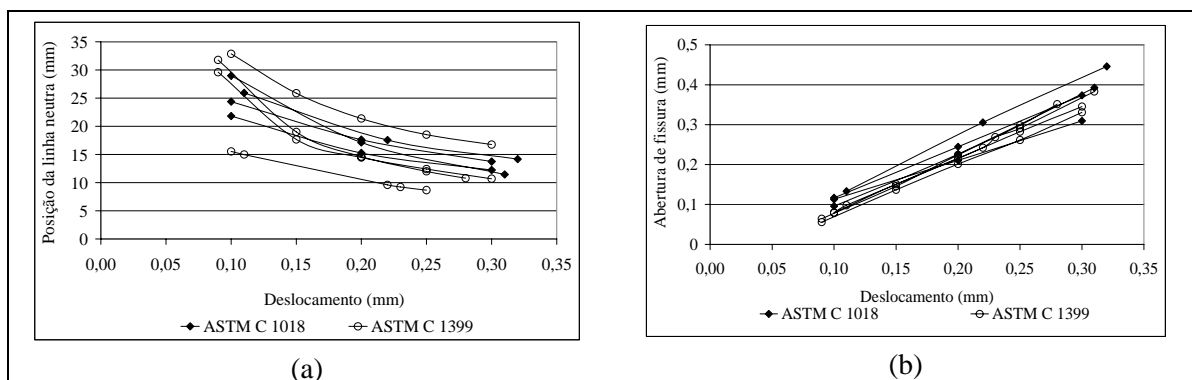 Posição da linha neutra (mm)
35
30
25
20
15
10
5
0
0,00 0,05 0,10 0,15 0,20 0,25 0,30 0,35
Deslocamento (mm)
ASTM C 1018 ASTM C 1399
(a)
Abertura de fissura (mm)
0,5
0,4
0,3
0,2
0,1
0
0,00 0,05 0,10 0,15 0,20 0,25 0,30 0,35
Deslocamento (mm)
ASTM C 1018 ASTM C 1399
(b)